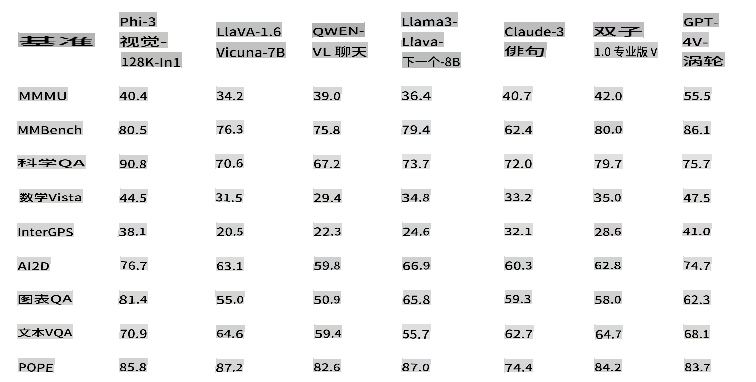 基准 Phi-3 视觉-128K-In1 LlaVA-1.6 Vicuna-7B QWEN-VL 聊天 Llama3-Llava-下一个-8B Claude-3 俳句 双子 1.0 专业版 V GPT-4V-涡轮
MMMU 40.4 34.2 39.0 36.4 40.7 42.0 55.5
MMBench 80.5 76.3 75.8 79.4 62.4 80.0 86.1
科学QA 90.8 70.6 67.2 73.7 72.0 79.7 75.7
数学Vista 44.5 31.5 29.4 34.8 33.2 35.0 47.5
InterGPS 38.1 20.5 22.3 24.6 32.1 28.6 41.0
AI2D 76.7 63.1 59.8 66.9 60.3 62.8 74.7
图表QA 81.4 55.0 50.9 65.8 59.3 58.0 62.3
文本VQA 70.9 64.6 59.4 55.7 62.7 64.7 68.1
POPE 85.8 87.2 82.6 87.0 74.4 84.2 83.7